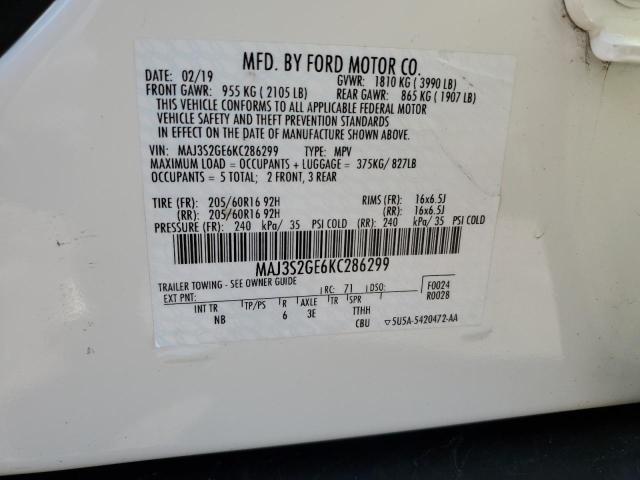 MFD. BY FORD MOTOR CO.
DATE: 02/19 GVWR: 1810 KG ( 3990 LB)
FRONT GAWR: 955 KG ( 2105 LB) REAR GAWR: 865 KG ( 1907 LB)
THIS VEHICLE CONFORMS TO ALL APPLICABLE FEDERAL MOTOR
VEHICLE SAFETY AND THEFT PREVENTION STANDARDS
IN EFFECT ON THE DATE OF MANUFACTURE SHOWN ABOVE.
VIN: MAJ3S2GE6KC286299 TYPE: MPV
MAXIMUM LOAD = OCCUPANTS + LUGGAGE = 375KG/ 827LB
OCCUPANTS = 5 TOTAL; 2 FRONT, 3 REAR
TIRE (FR): 205/60R16 92H RIMS (FR): 16x6.5J
(RR): 205/60R16 92H (RR): 16x6.5J
PRESSURE (FR): 240 kPa/ 35 PSI COLD (RR): 240 kPa/ 35 PSI COLD
MAJ3S2GE6KC286299
TRAILER TOWING - SEE OWNER GUIDE
EXT PNT: RC: 71 DSO: F0024
R0028
INT TR TP/PS R AXLE TR SPR
NB 6 3E TTHH
CBU ▽5U5A-5420472-AA